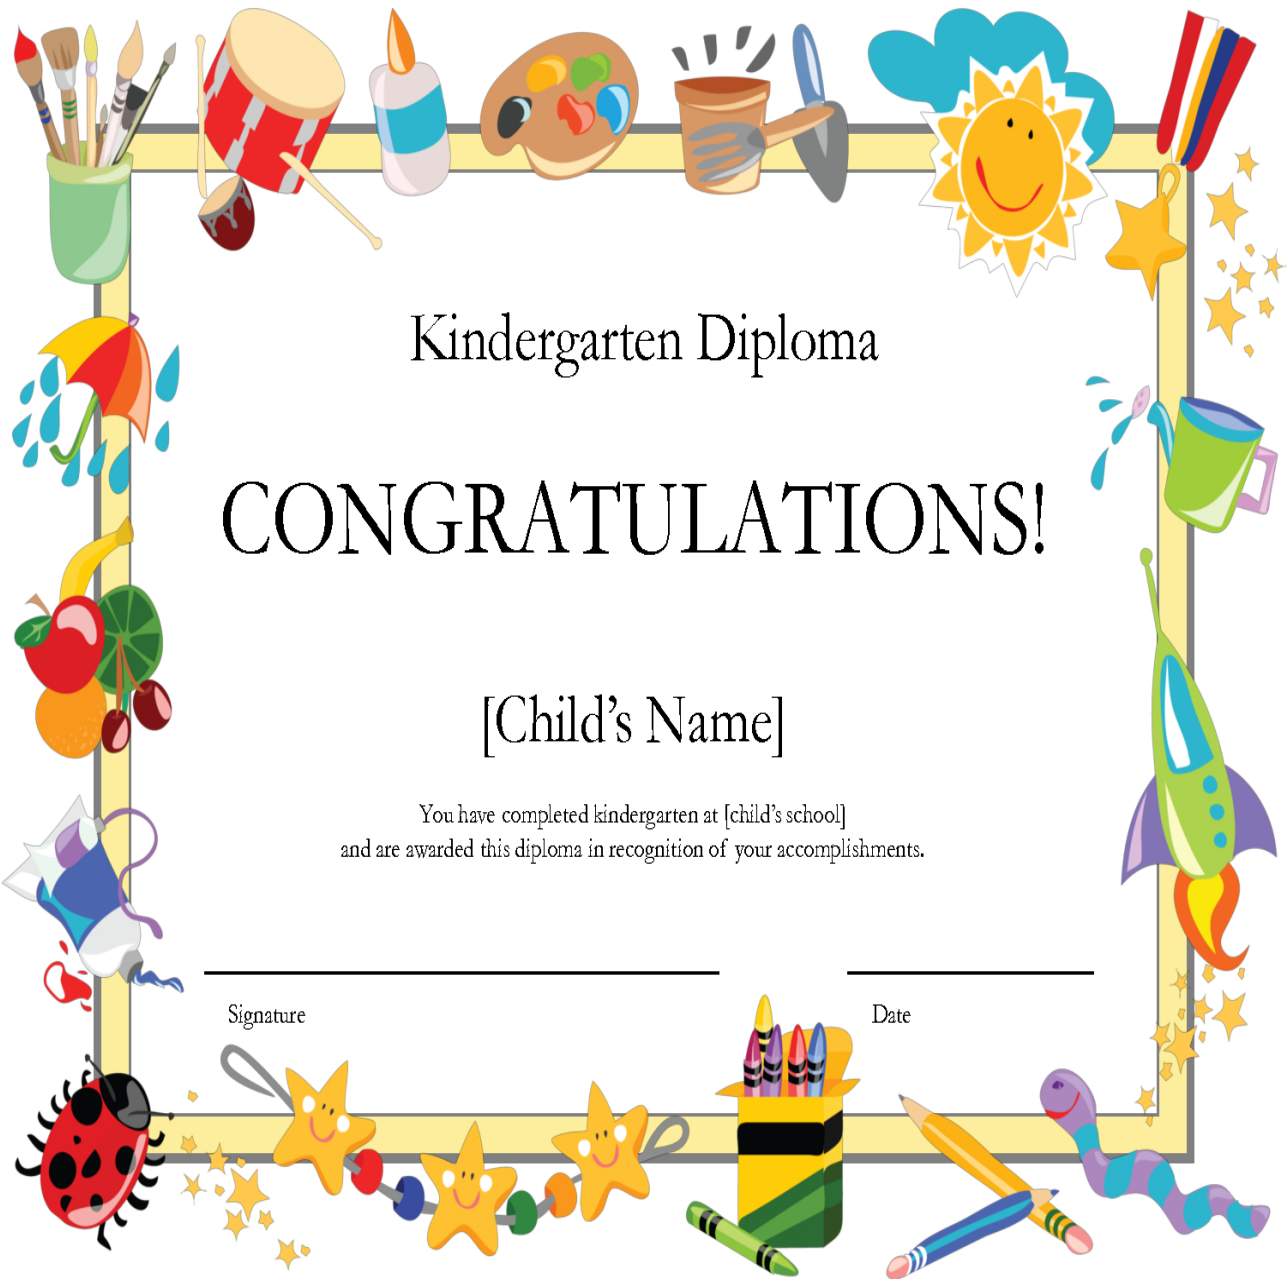 Kindergarten Diploma
CONGRATULATIONS!
[Child’s Name]
You have completed kindergarten at [child’s school]
and are awarded this diploma in recognition of your accomplishments.
Signature
Date